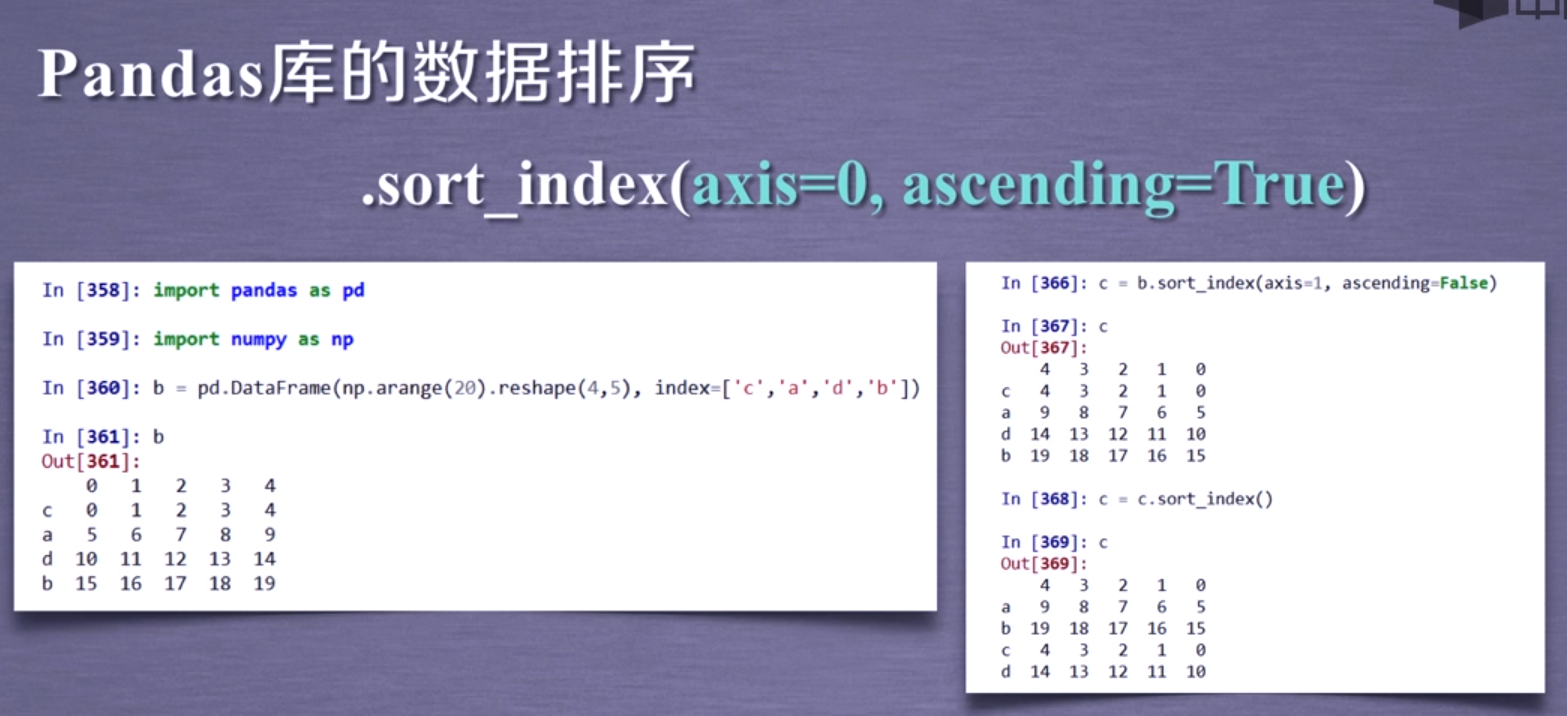 Pandas库的数据排序
.sort_index(axis=0, ascending=True)
In [358]: import pandas as pd
In [359]: import numpy as np
In [360]: b = pd.DataFrame(np.arange(20).reshape(4,5), index=['c','a','d','b'])
In [361]: b
Out[361]:
0 1 2 3 4
c 0 1 2 3 4
a 5 6 7 8 9
d 10 11 12 13 14
b 15 16 17 18 19
In [366]: c = b.sort_index(axis=1, ascending=False)
In [367]: c
Out[367]:
4 3 2 1 0
c 4 3 2 1 0
a 9 8 7 6 5
d 14 13 12 11 10
b 19 18 17 16 15
In [368]: c = c.sort_index()
In [369]: c
Out[369]:
4 3 2 1 0
a 9 8 7 6 5
b 19 18 17 16 15
c 4 3 2 1 0
d 14 13 12 11 10